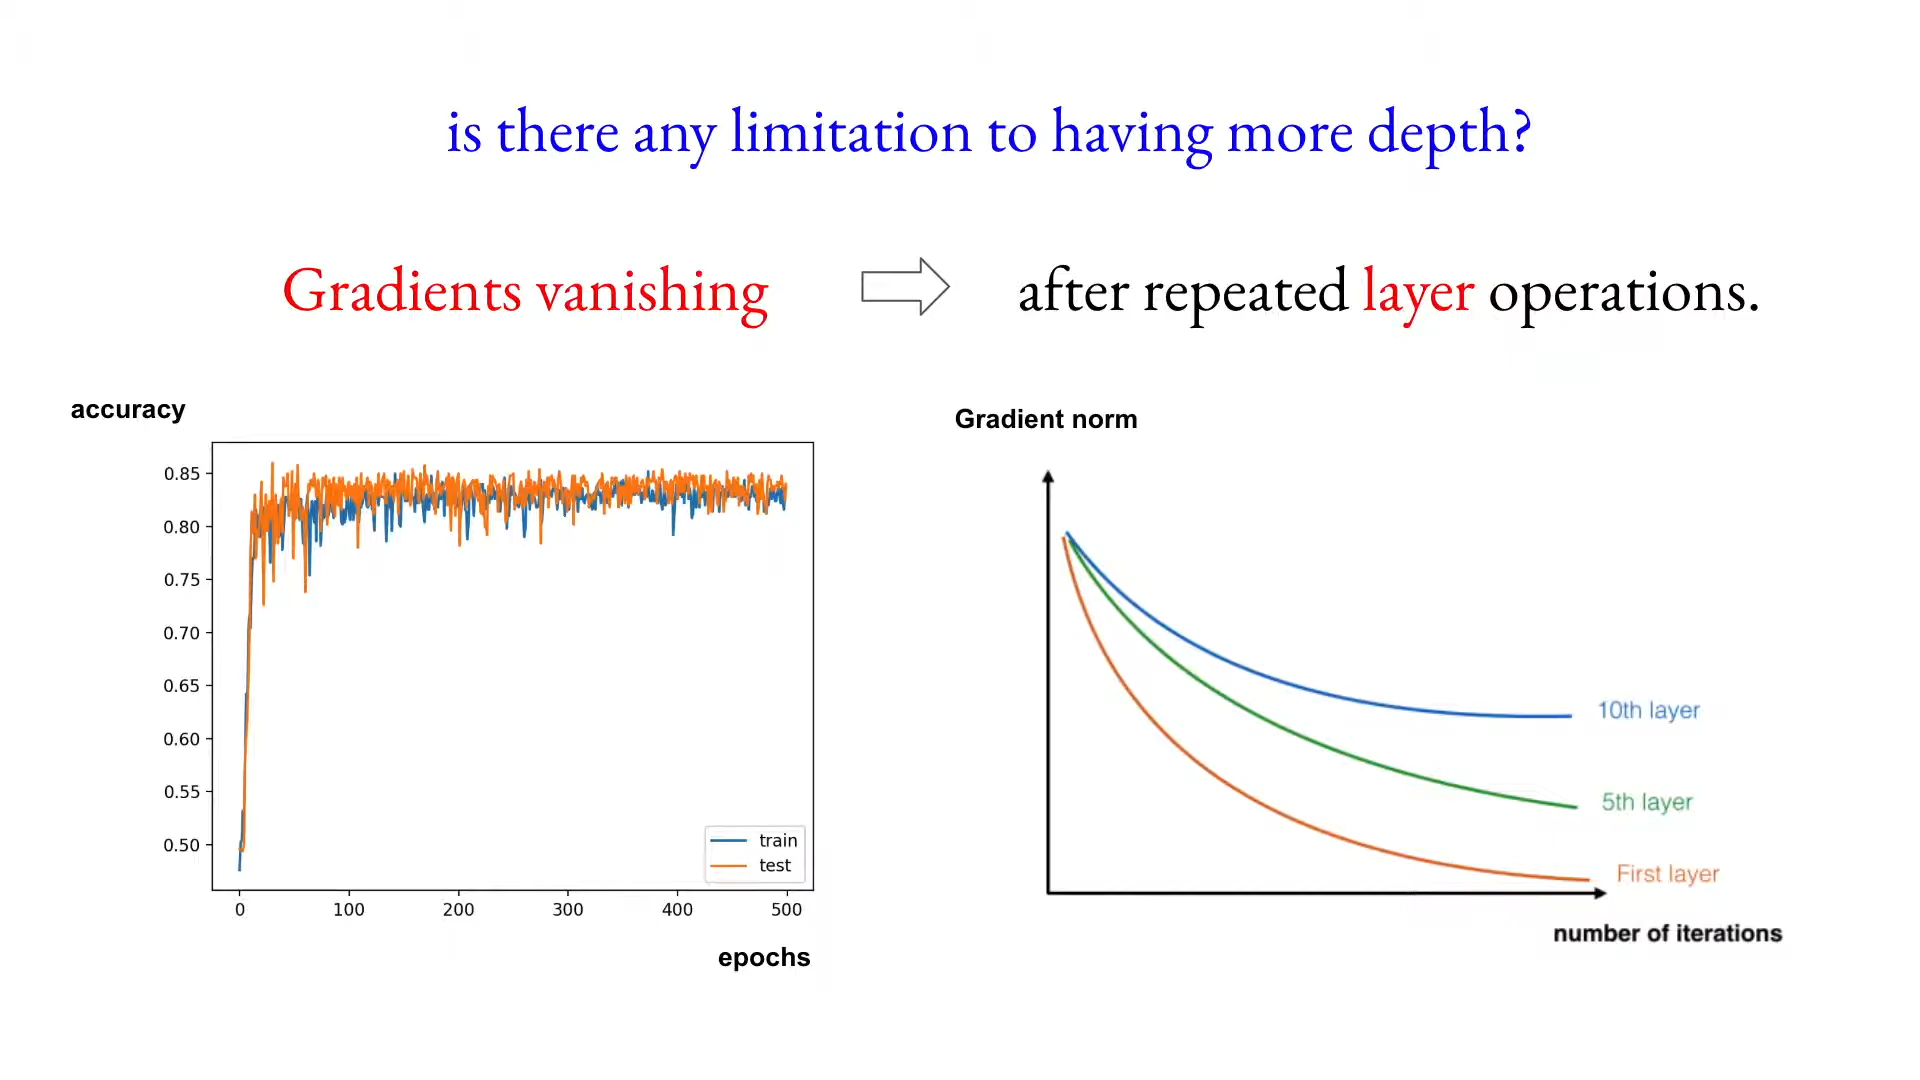 is there any limitation to having more depth?
Gradients vanishing
after repeated layer operations.
accuracy
0.85
0.80
0.75
0.70
0.65
0.60
0.55
0.50
train
test
0 100 200 300 400 500
epochs
Gradient norm
10th layer
5th layer
First layer
number of iterations